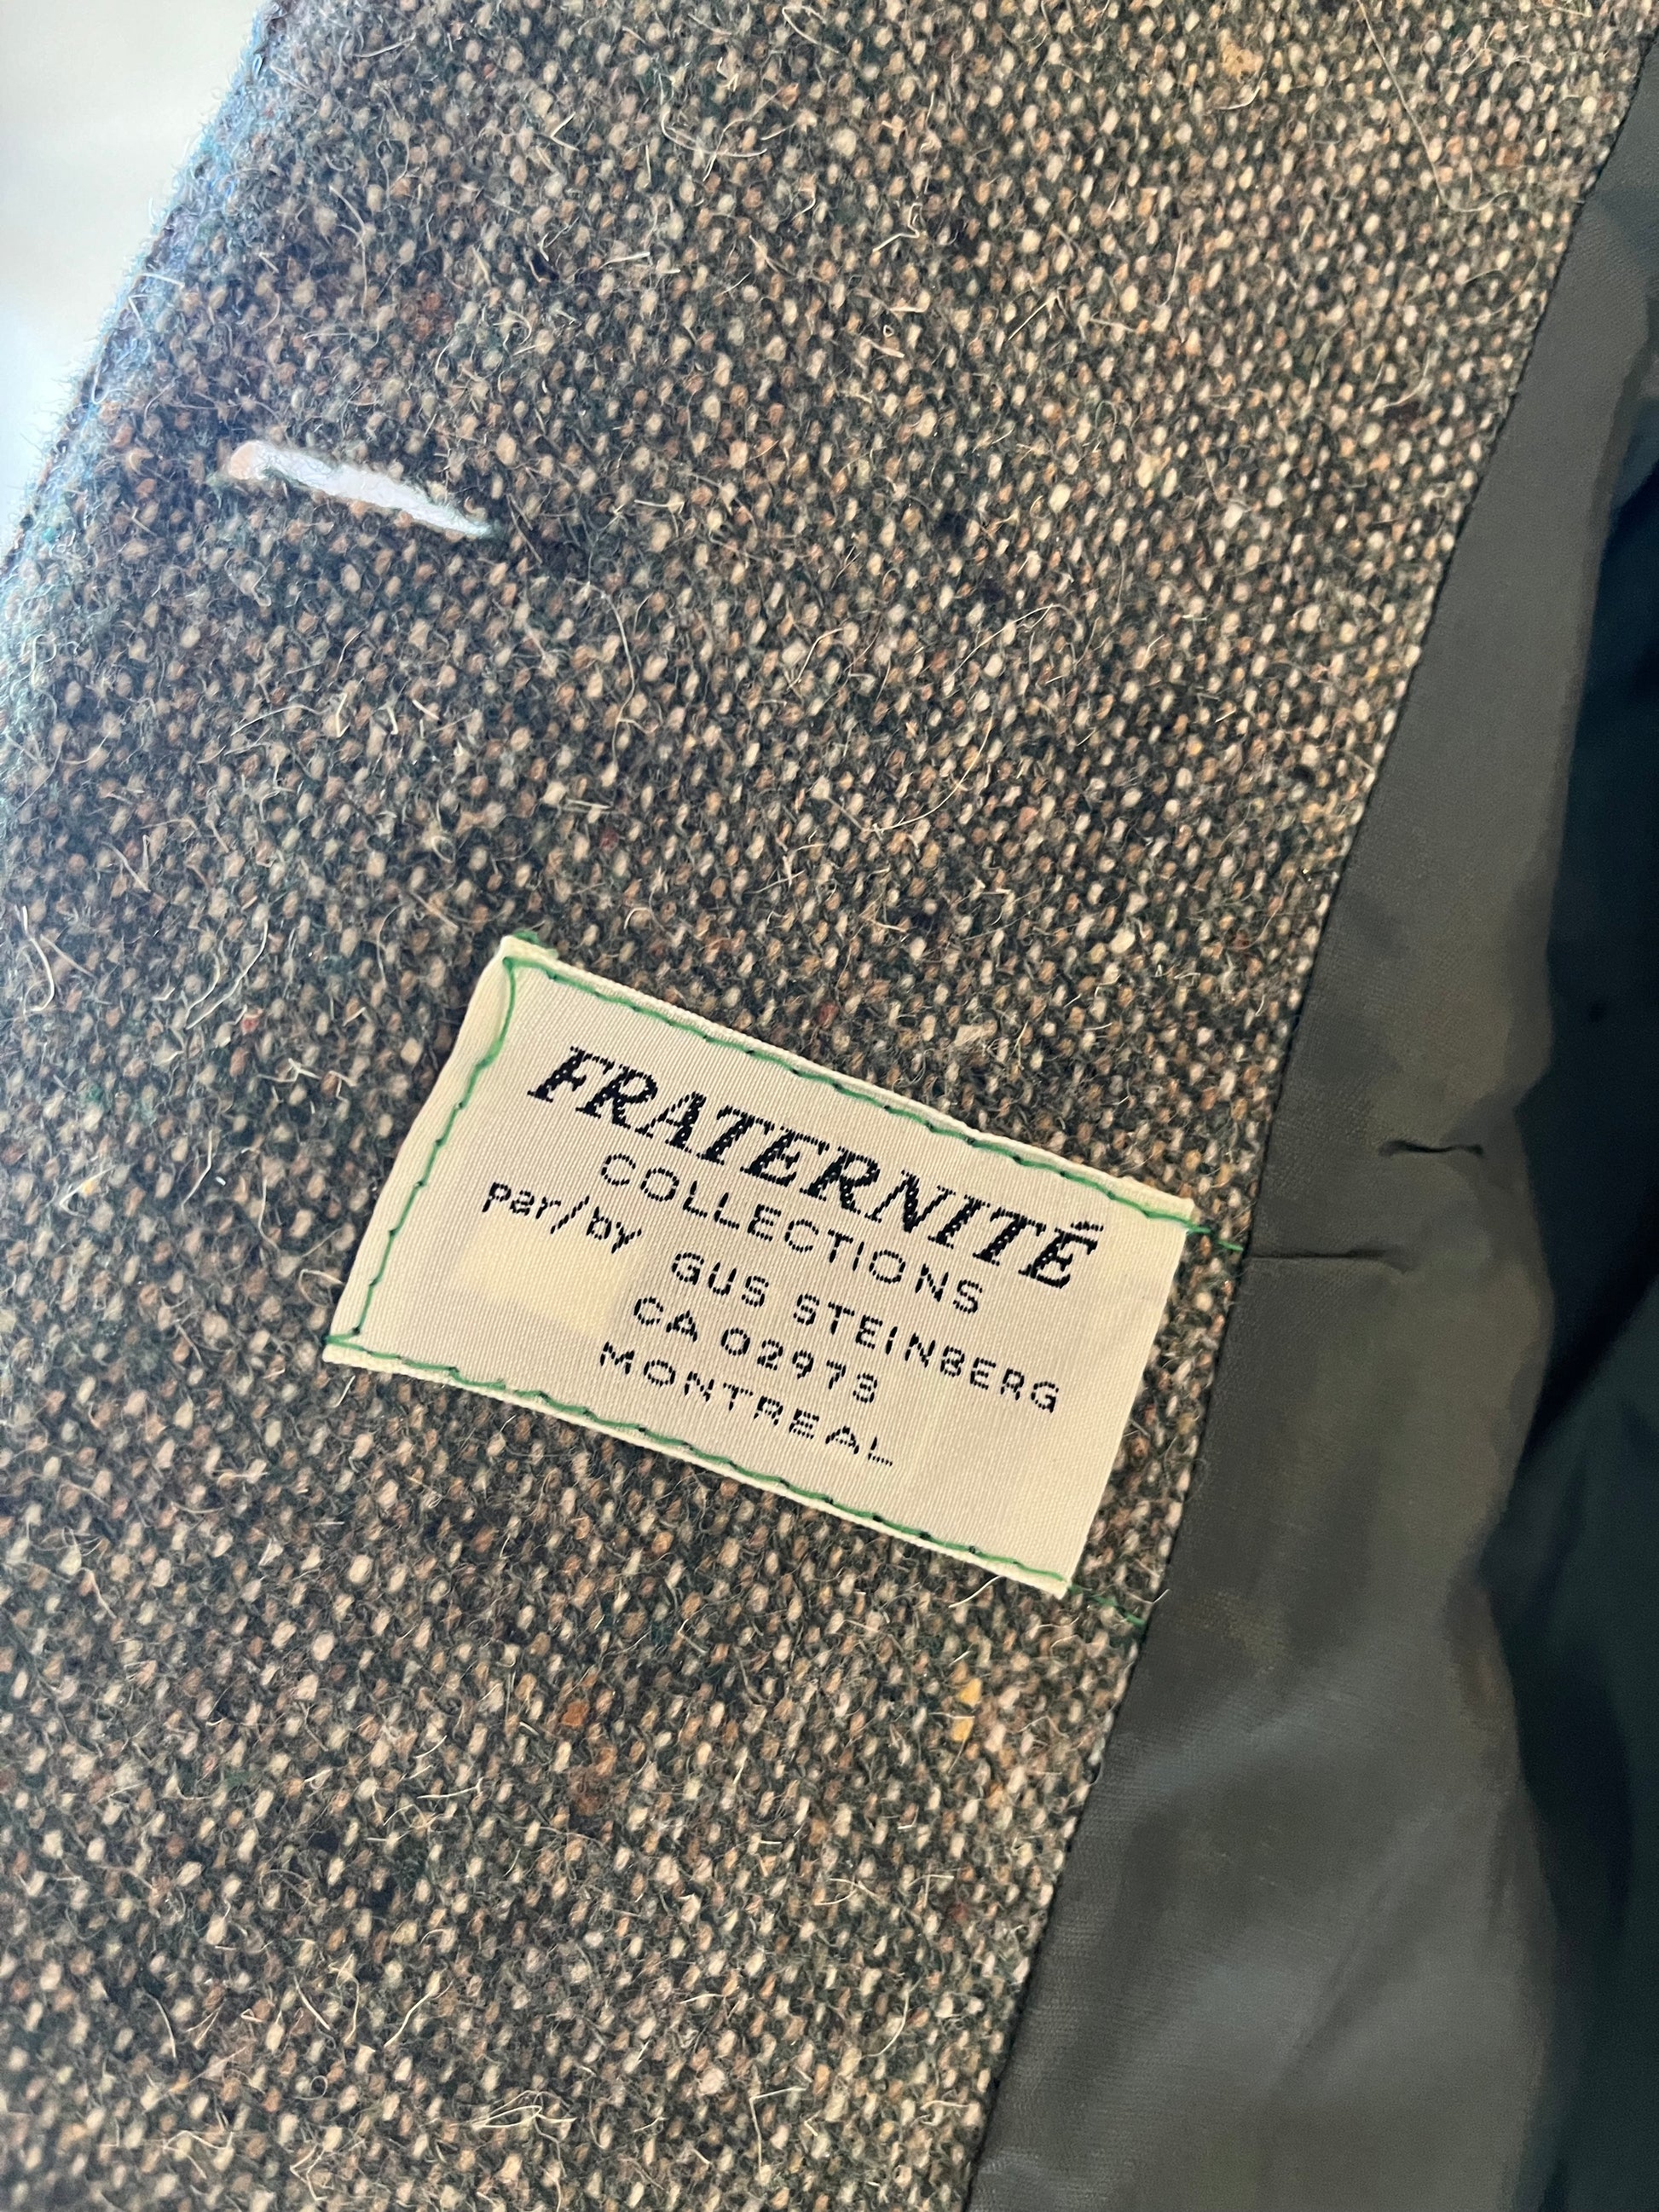 FRATERNITÉ
COLLECTIONS
par/by GUS STEINBERG
CA 02973
MONTREAL